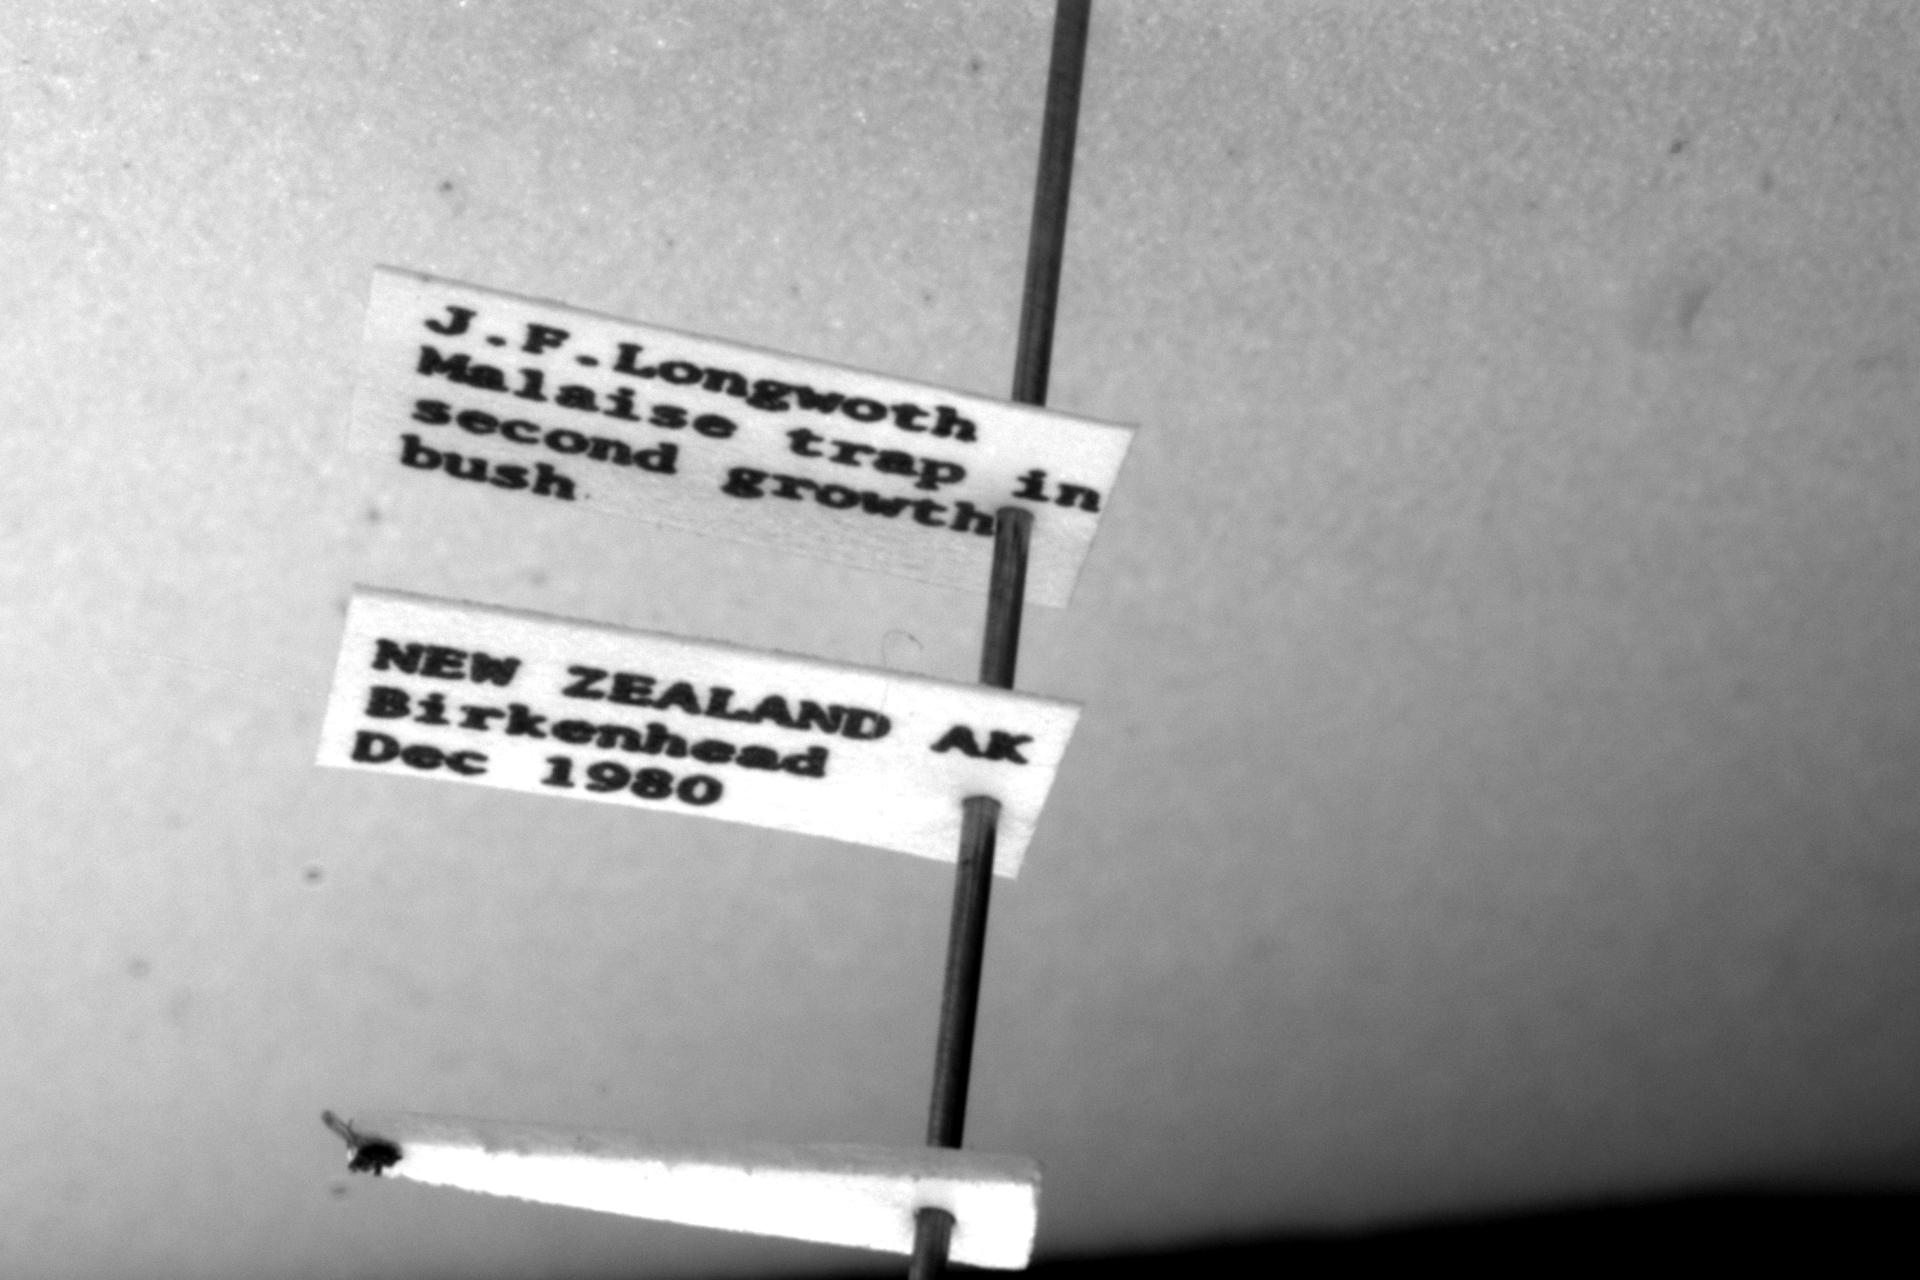 J.F.Longwoth
Malaise trap in
second growth
bush
NEW ZEALAND AK
Birkenhead
Dec 1980